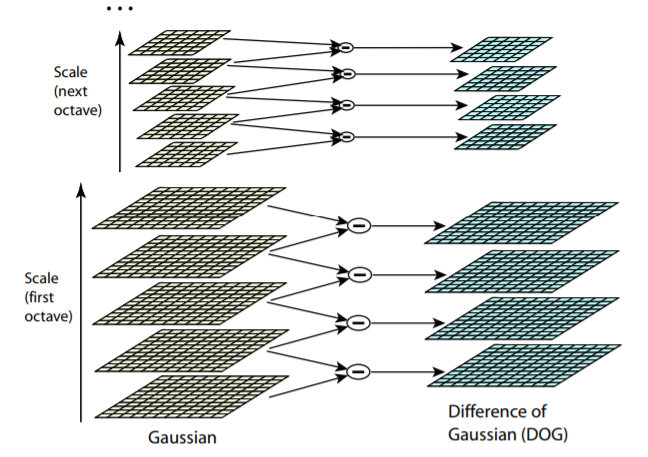 ...
Scale
(next
octave)
Scale
(first
octave)
Gaussian
Difference of
Gaussian (DOG)